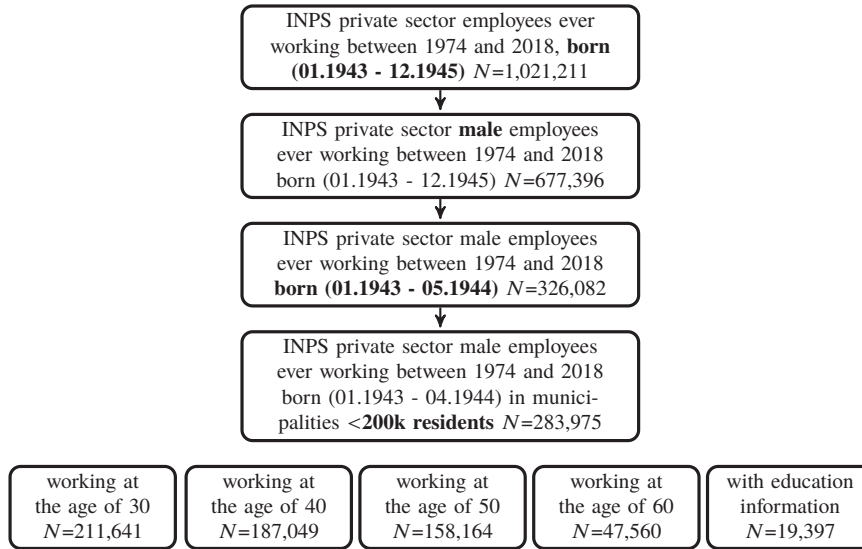 INPS private sector employees ever
working between 1974 and 2018, born
(01.1943 - 12.1945) N=1,021,211
INPS private sector male employees
ever working between 1974 and 2018
born (01.1943 - 12.1945) N=677,396
INPS private sector male employees
ever working between 1974 and 2018
born (01.1943 - 05.1944) N=326,082
INPS private sector male employees
ever working between 1974 and 2018
born (01.1943 - 04.1944) in munici-
palities <200k residents N=283,975
working at
the age of 30
N=211,641
working at
the age of 40
N=187,049
working at
the age of 50
N=158,164
working at
the age of 60
N=47,560
with education
information
N=19,397